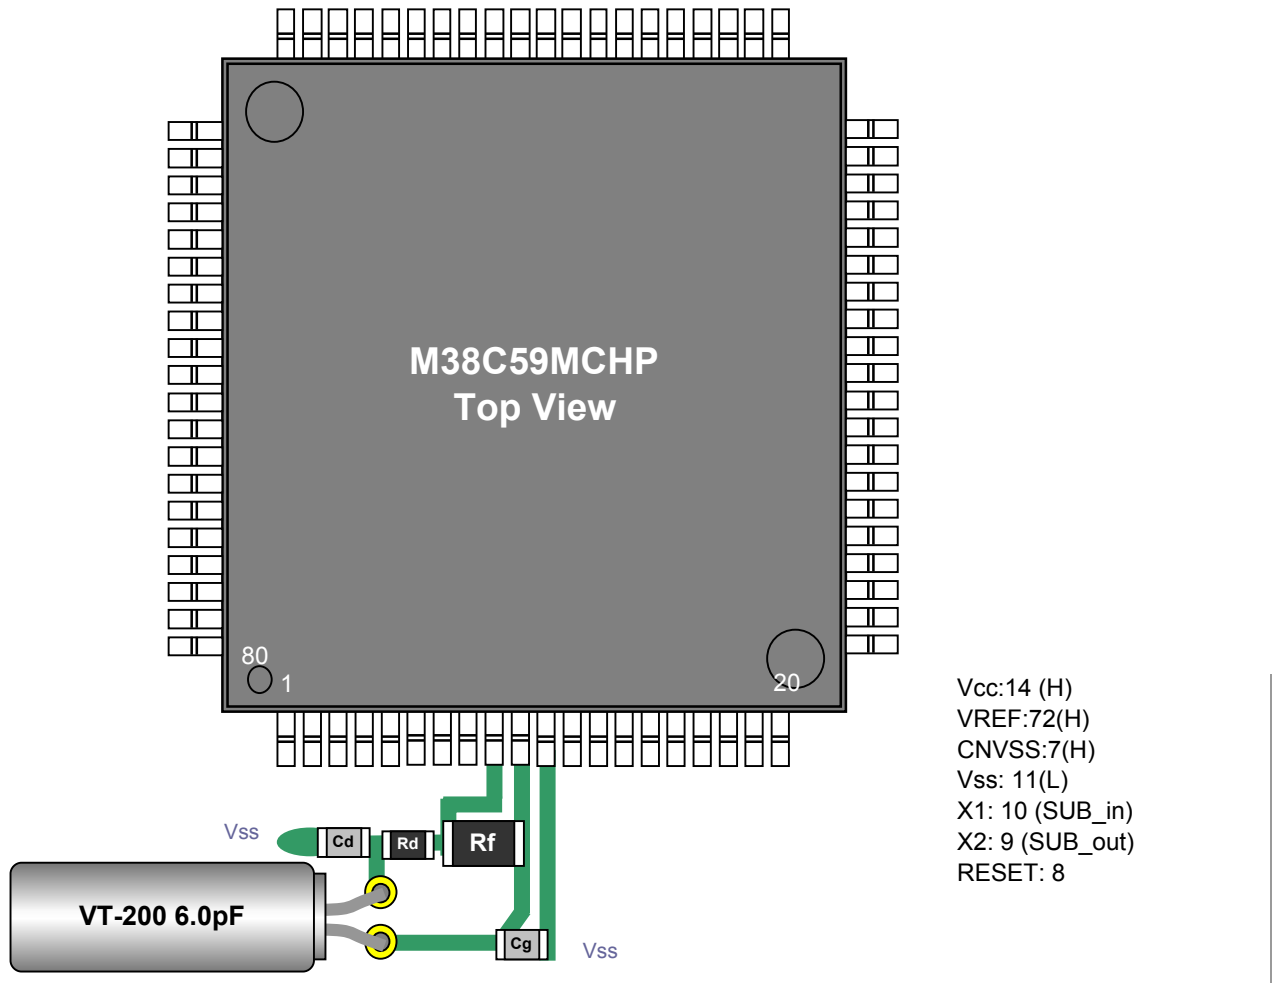 M38C59MCHP
Top View
80
1
20
Vcc:14 (H)
VREF:72(H)
CNVSS:7(H)
Vss: 11(L)
X1: 10 (SUB_in)
X2: 9 (SUB_out)
RESET: 8
Vss
Cd
Rd
Rf
VT-200 6.0pF
Cg
Vss